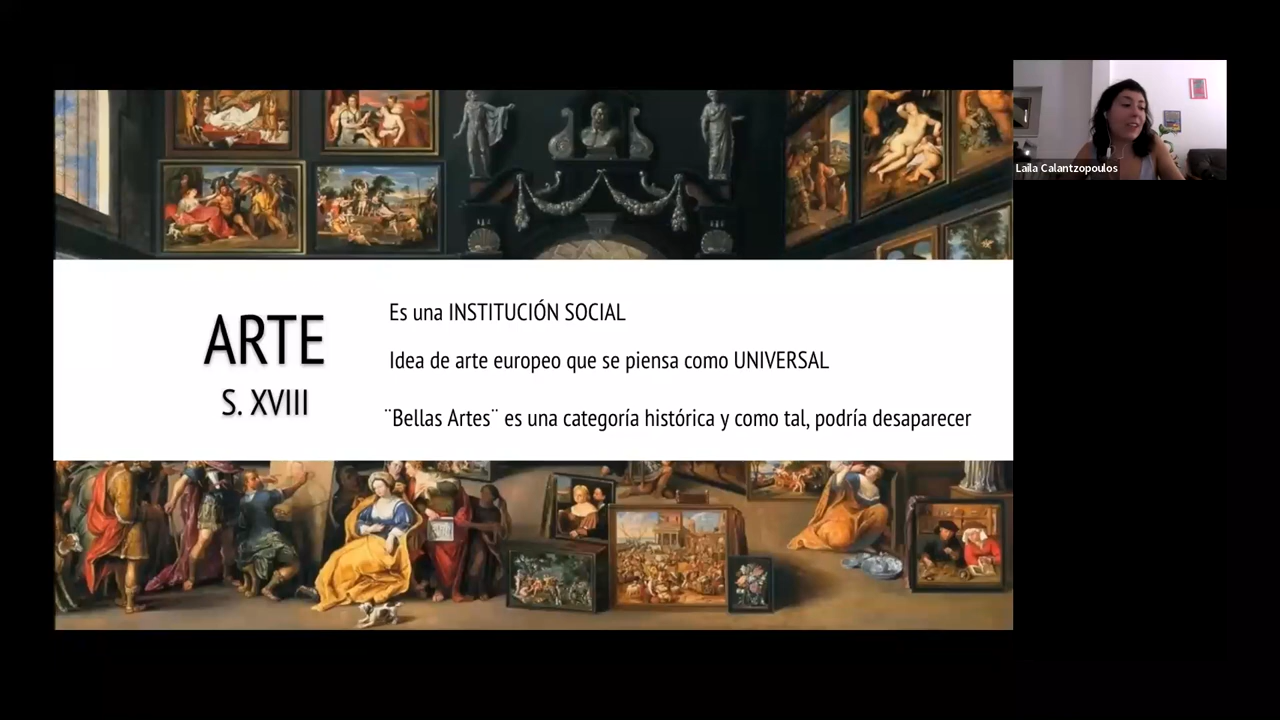 Laila Calantzopoulos
ARTE
S. XVIII
Es una INSTITUCIÓN SOCIAL
Idea de arte europeo que se piensa como UNIVERSAL
¨Bellas Artes¨ es una categoría histórica y como tal, podría desaparecer